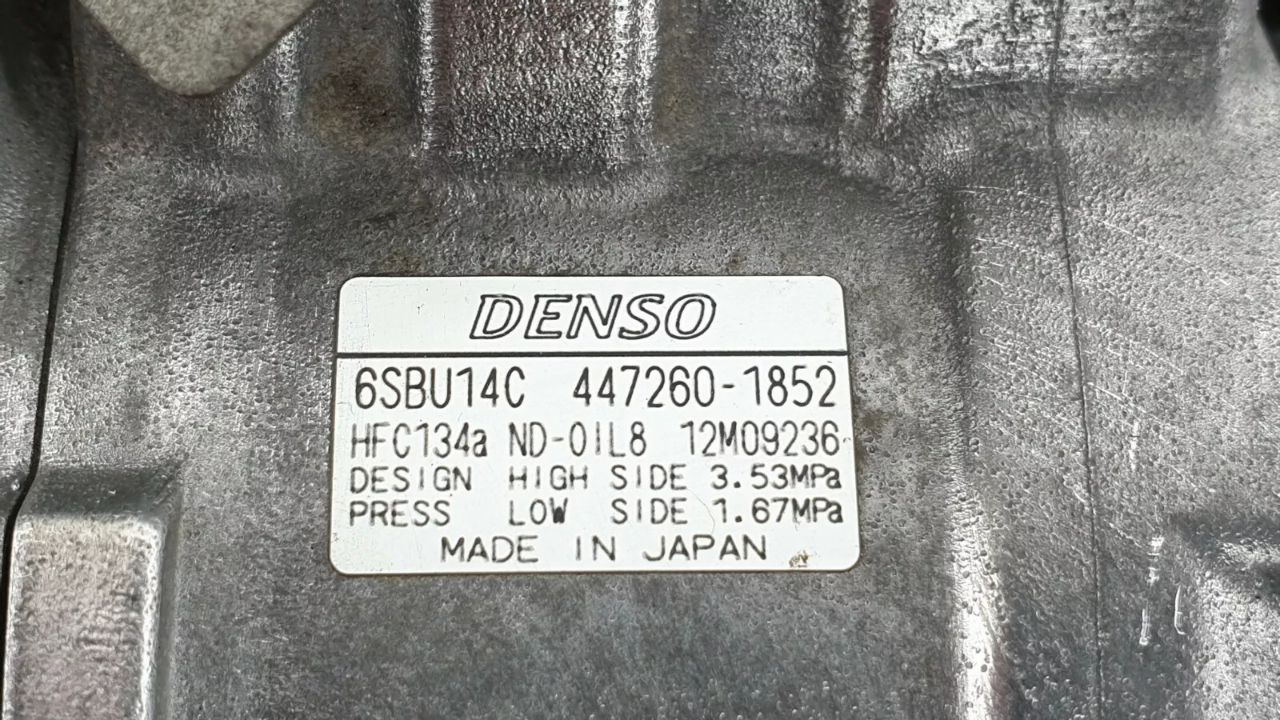 DENSO
6SBU14C 447260-1852
HFC134a ND-OIL8 12M09236
DESIGN HIGH SIDE 3.53MPa
PRESS LOW SIDE 1.67MPa
MADE IN JAPAN